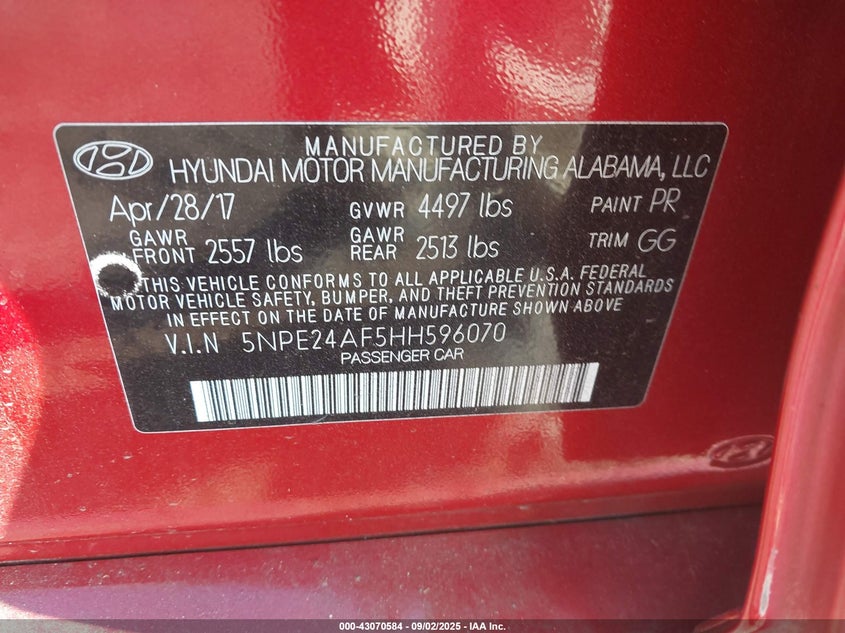 MANUFACTURED BY
HYUNDAI MOTOR MANUFACTURING ALABAMA, LLC
Apr/28/17 GVWR 4497 lbs PAINT PR
GAWR FRONT 2557 lbs GAWR REAR 2513 lbs TRIM GG
THIS VEHICLE CONFORMS TO ALL APPLICABLE U.S.A. FEDERAL
MOTOR VEHICLE SAFETY, BUMPER, AND THEFT PREVENTION STANDARDS
IN EFFECT ON THE DATE OF MANUFACTURE SHOWN ABOVE
V.I.N 5NPE24AF5HH596070
PASSENGER CAR
000-43070584 - 09/02/2025 - IAA Inc.